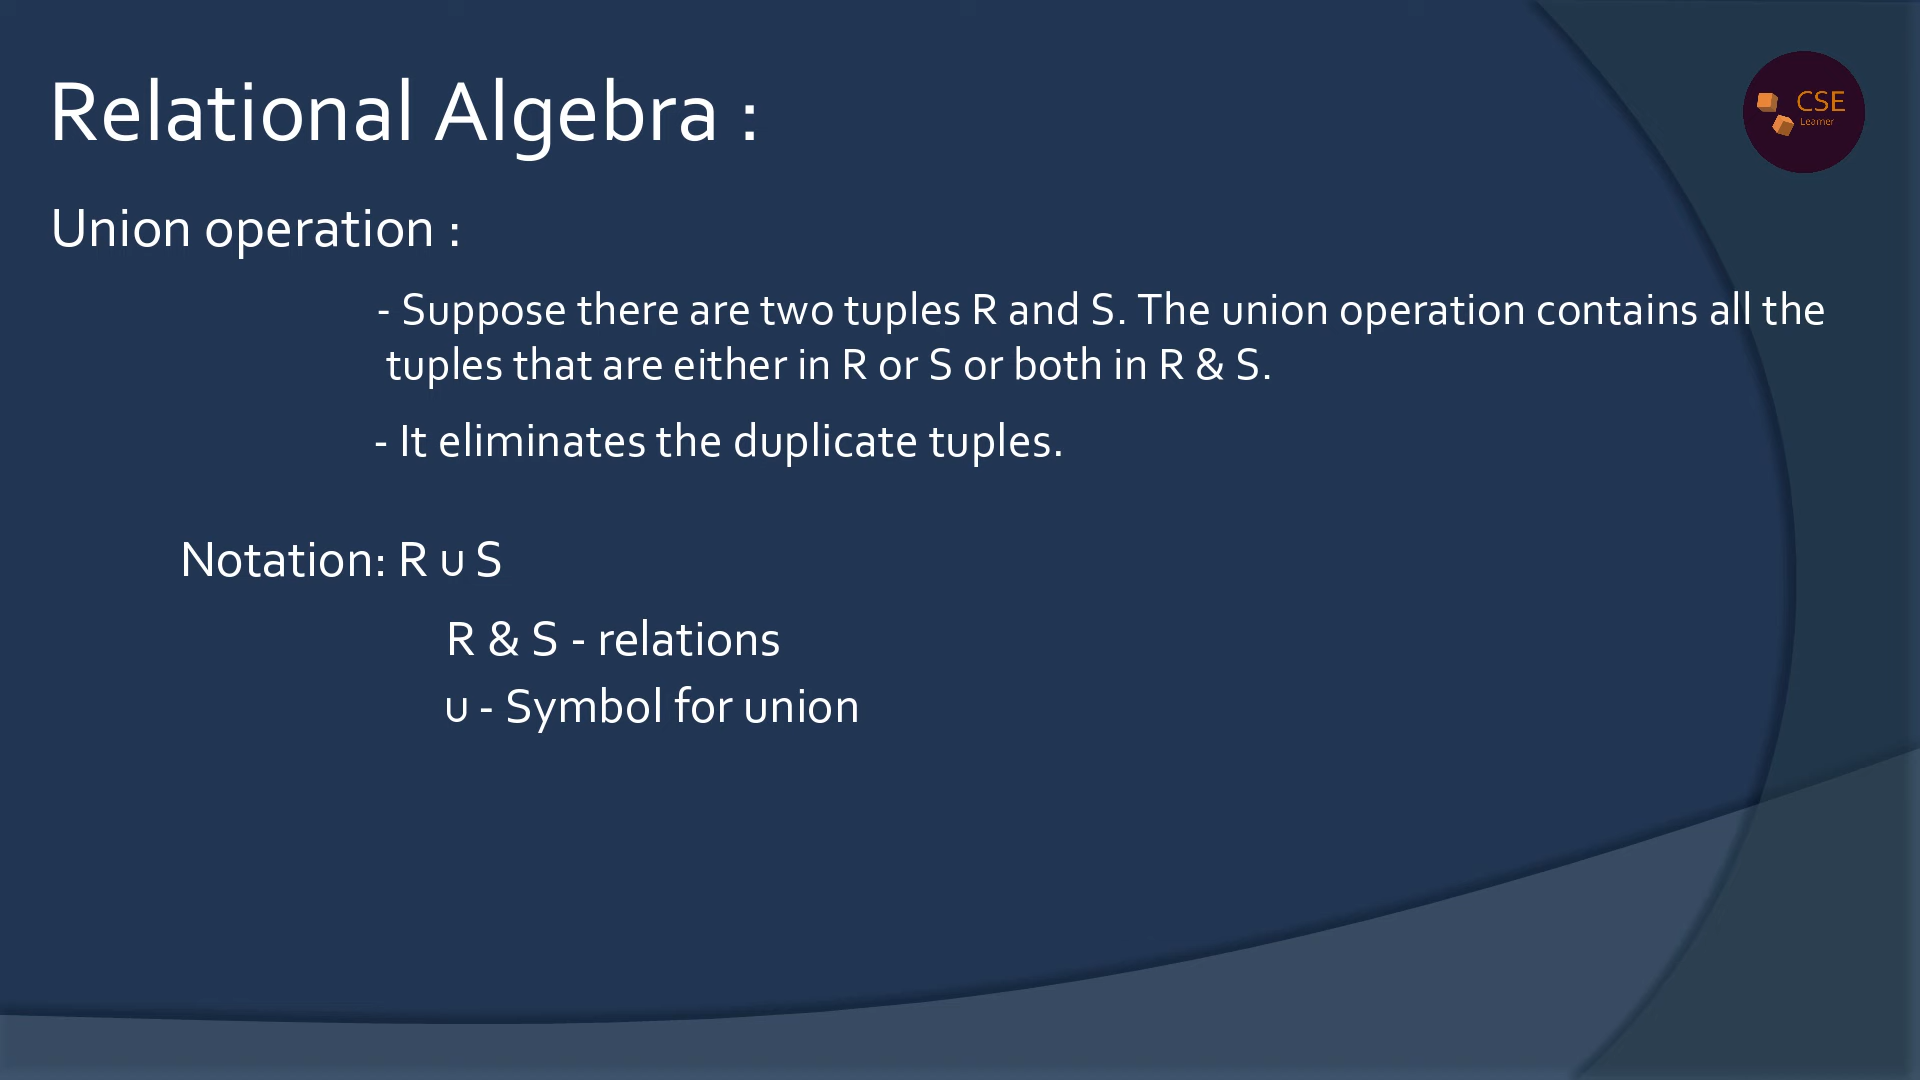 Relational Algebra :
CSE
Learner
Union operation :
- Suppose there are two tuples R and S. The union operation contains all the
tuples that are either in R or S or both in R & S.
- It eliminates the duplicate tuples.
Notation: R ∪ S
R & S - relations
∪ - Symbol for union